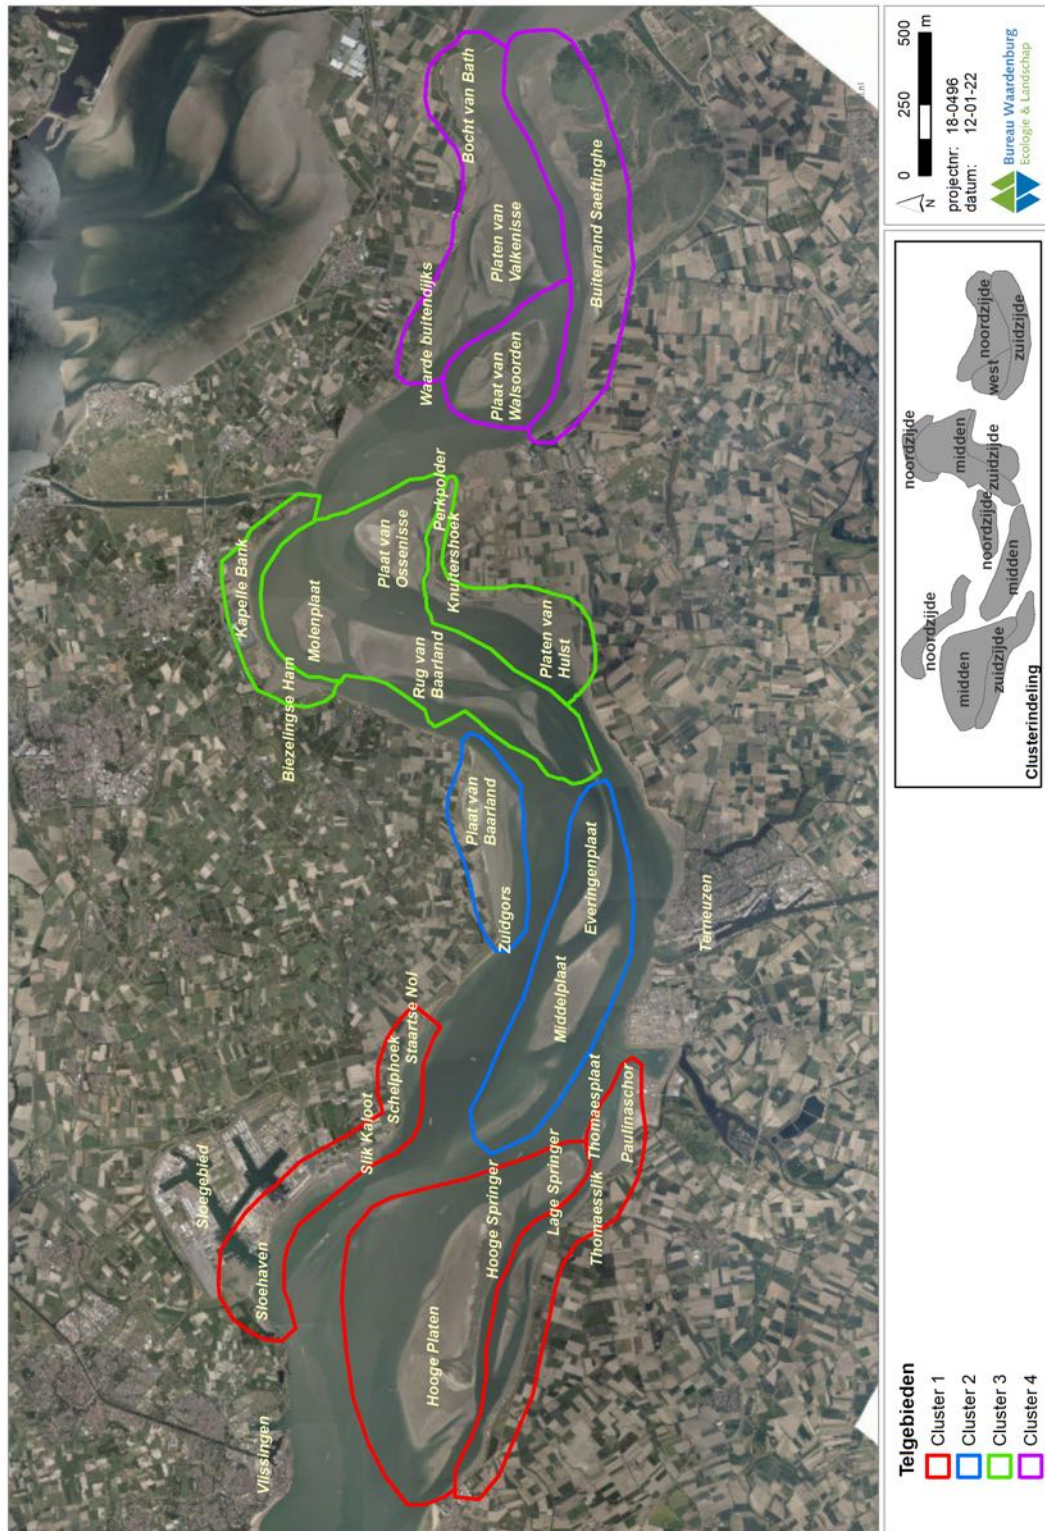 Vlissingen
Sloehaven
Sloegebied
Slik Kaloot
Schelphoek
Staartse Nol
Hooge Platen
Hooge Springer
Lage Springer
Thomaesslik
Thomaesplaat
Paulinaschor
Zuidgors
Plaat van
Baarland
Middelplaat
Everingenplaat
Terneuzen
Biezelingse Ham
Kapelle Bank
Molenplaat
Rug van
Baarland
Plaat van
Ossenisse
Knuitershoek
Perkpolder
Platen van
Hulst
Waarde buitendijks
Bocht van Bath
Platen van
Valkenisse
Plaat van
Walsoorden
Buitenrand Saeftinghe
Telgebieden
Cluster 1
Cluster 2
Cluster 3
Cluster 4
noordzijde
midden
zuidzijde
noordzijde
midden
noordzijde
midden
zuidzijde
west
noordzijde
zuidzijde
Clusterindeling
N
0 250 500
m
projectnr: 18-0496
datum: 12-01-22
Bureau Waardenburg
Ecologie & Landschap